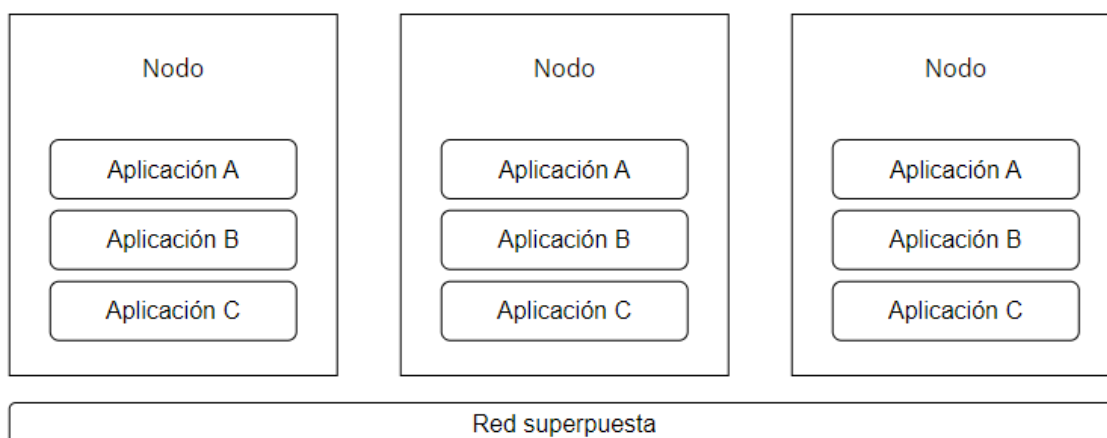 Nodo
Aplicación A
Aplicación B
Aplicación C
Nodo
Aplicación A
Aplicación B
Aplicación C
Nodo
Aplicación A
Aplicación B
Aplicación C
Red superpuesta